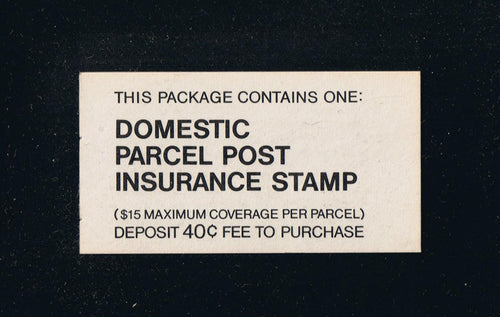 THIS PACKAGE CONTAINS ONE:
DOMESTIC
PARCEL POST
INSURANCE STAMP
($15 MAXIMUM COVERAGE PER PARCEL)
DEPOSIT 40¢ FEE TO PURCHASE